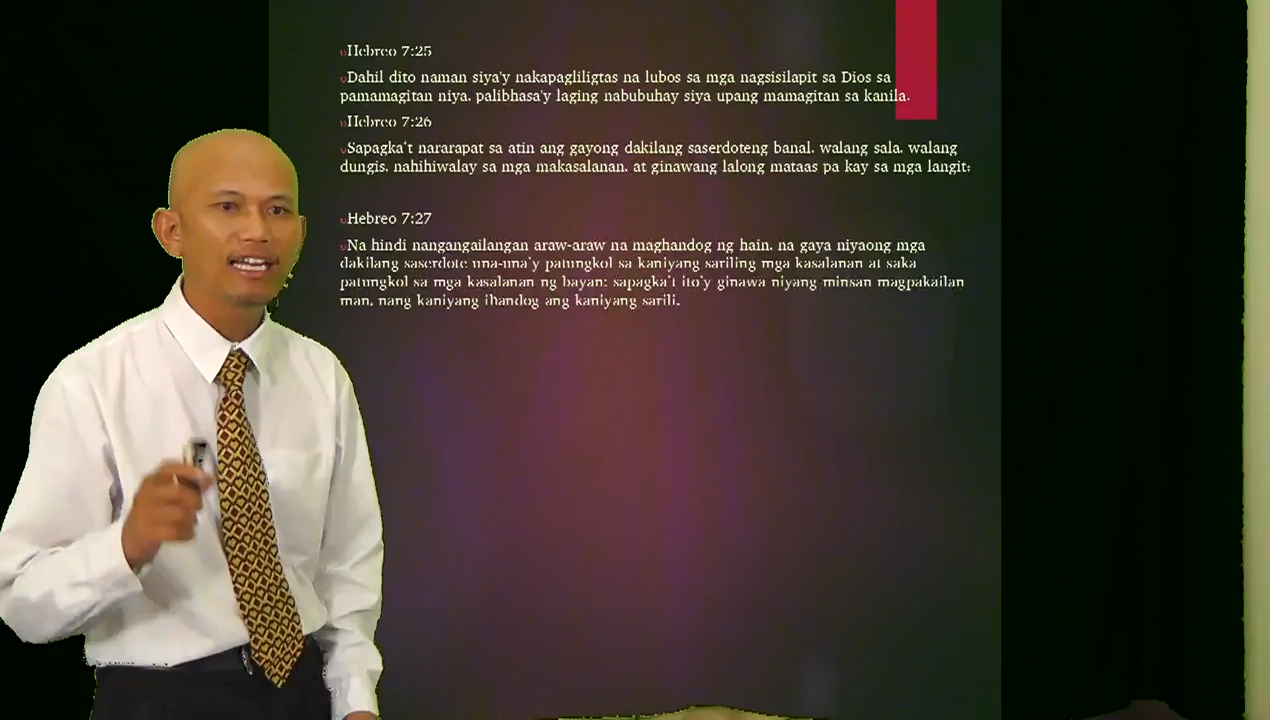 Hebreo 7:25
Dahil dito naman siya'y nakapagliligtas na lubos sa mga nagsisilapit sa Dios sa
pamamagitan niya, palibhasa'y laging nabubuhay siya upang mamagitan sa kanila.
Hebreo 7:26
Sapagka't nararapat sa atin ang gayong dakilang saserdoteng banal, walang sala, walang
dungis, nahihiwalay sa mga makasalanan, at ginawang lalong mataas pa kay sa mga langit;
Hebreo 7:27
Na hindi nangangailangan araw-araw na maghandog ng hain, na gaya niyaong mga
dakilang saserdote una-una'y patungkol sa kaniyang sariling mga kasalanan at saka
patungkol sa mga kasalanan ng bayan: sapagka't ito'y ginawa niyang minsan magpakailan
man, nang kaniyang ihandog ang kaniyang sarili.